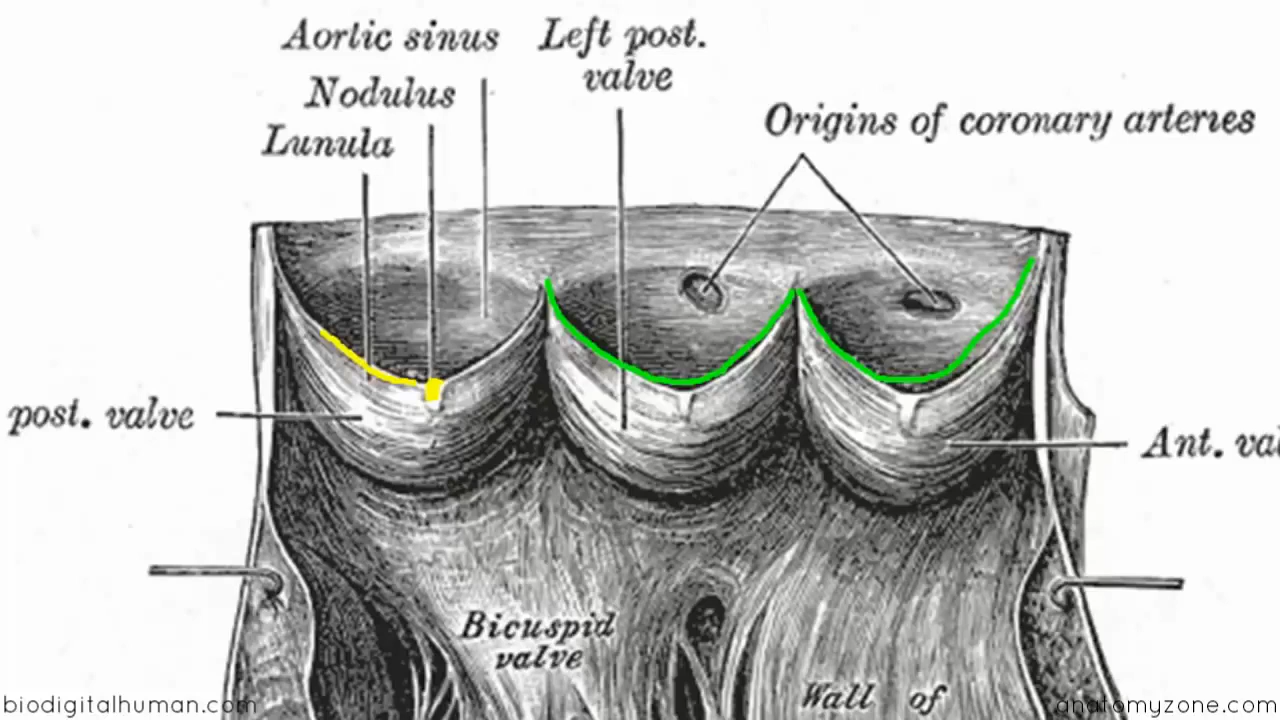 Aortic sinus
Left post.
valve
Nodulus
Lunula
Origins of coronary arteries
post. valve
Ant. val
Bicuspid
valve
Wall of
biodigitalhuman.com
anatomyzone.com